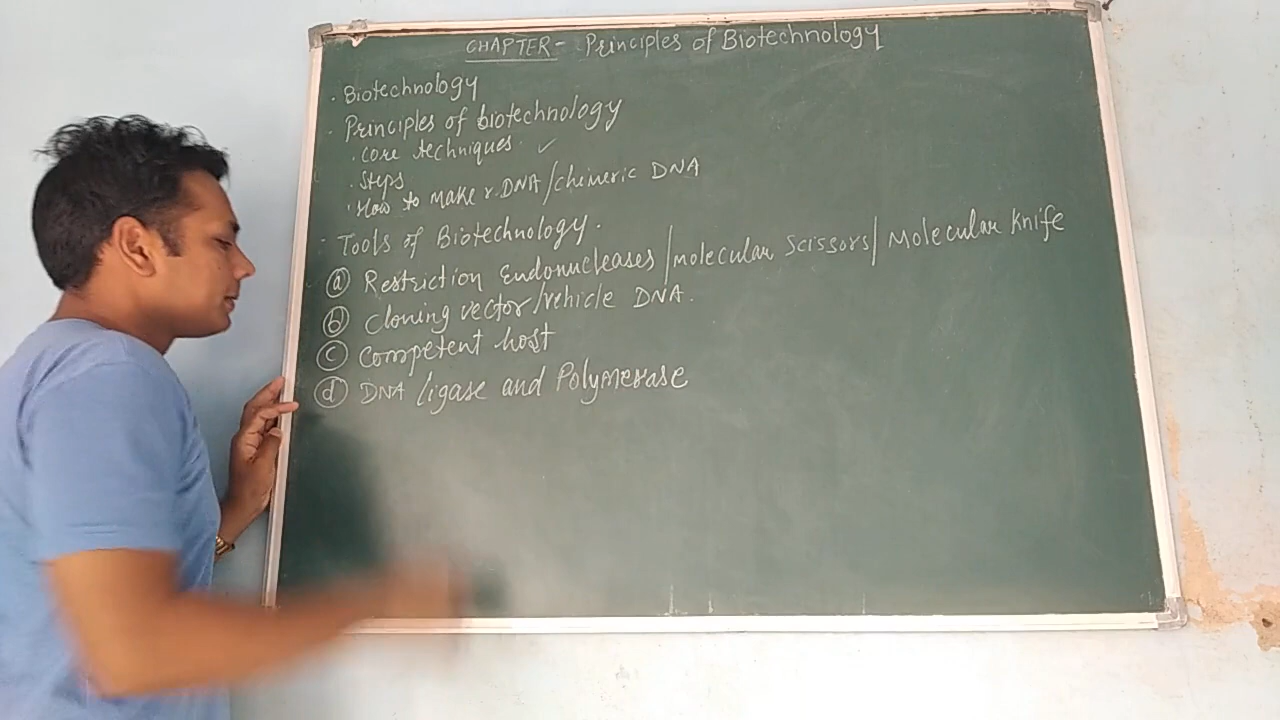 CHAPTER - Principles of Biotechnology
· Biotechnology
· Principles of biotechnology
· Core techniques. ✓
· Steps
· How to make r.DNA/chimeric DNA
· Tools of Biotechnology.
(a) Restriction Endonucleases/molecular Scissors/Molecular Knife
(b) Cloning vector/vehicle DNA.
(c) Competent host
(d) DNA ligase and Polymerase